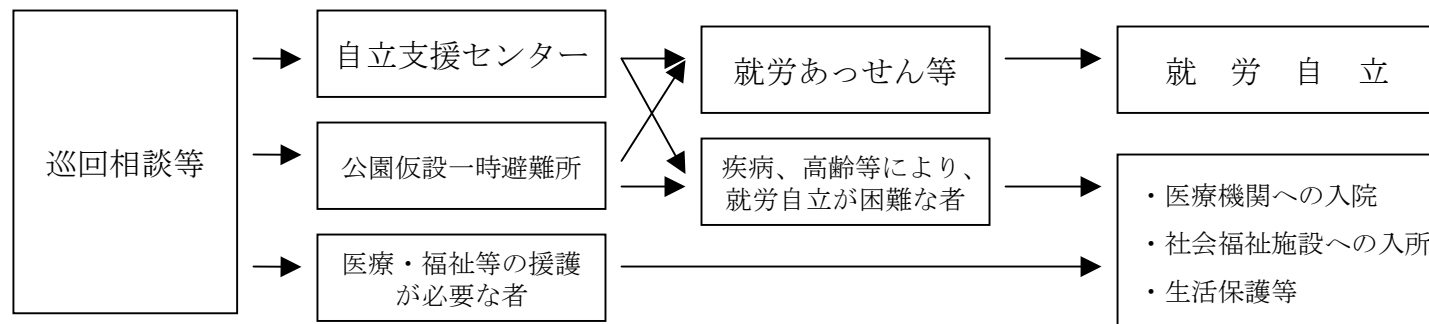 巡回相談等
自立支援センター
公園仮設一時避難所
医療・福祉等の援護
が必要な者
就労あっせん等
疾病、高齢等により、
就労自立が困難な者
就 労 自 立
・医療機関への入院
・社会福祉施設への入所
・生活保護等